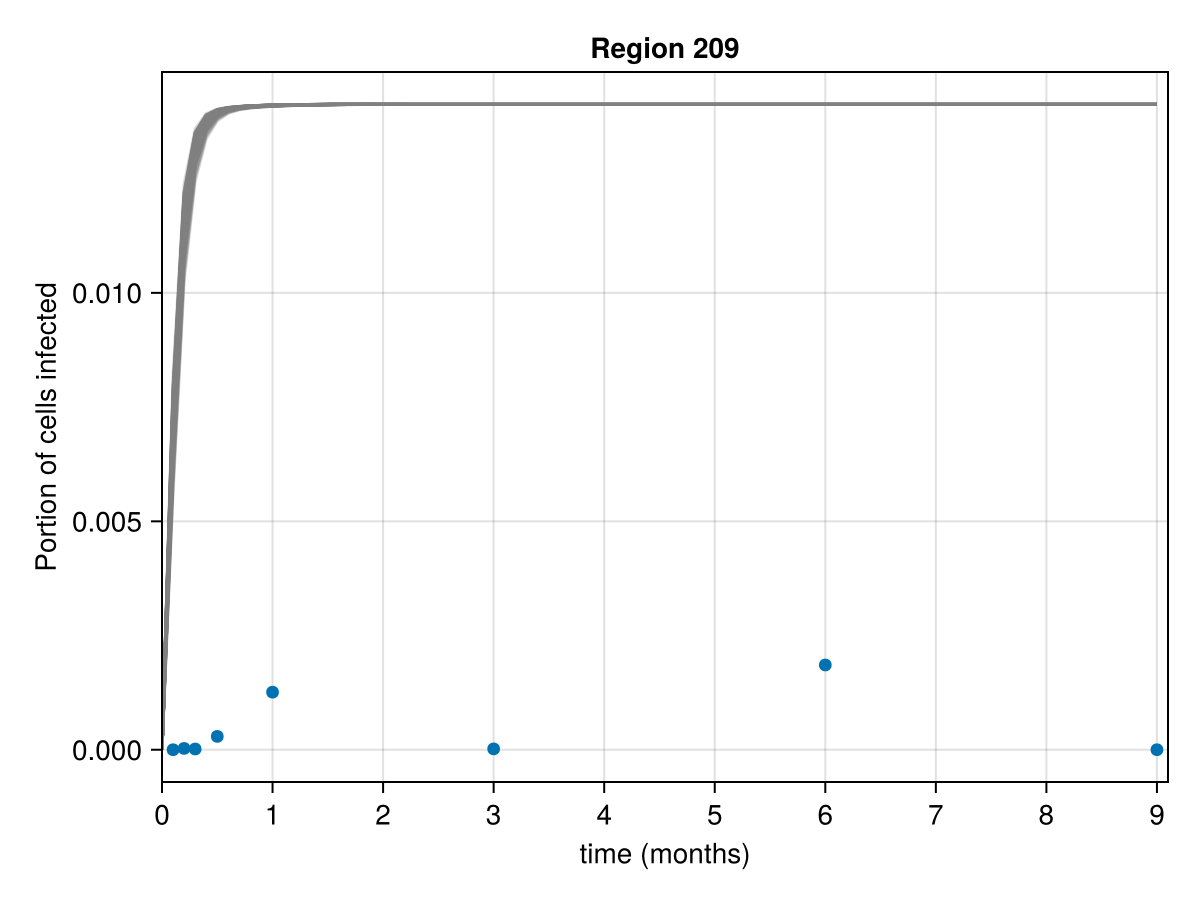 Region 209
Portion of cells infected
0.010
0.005
0.000
0 1 2 3 4 5 6 7 8 9
time (months)